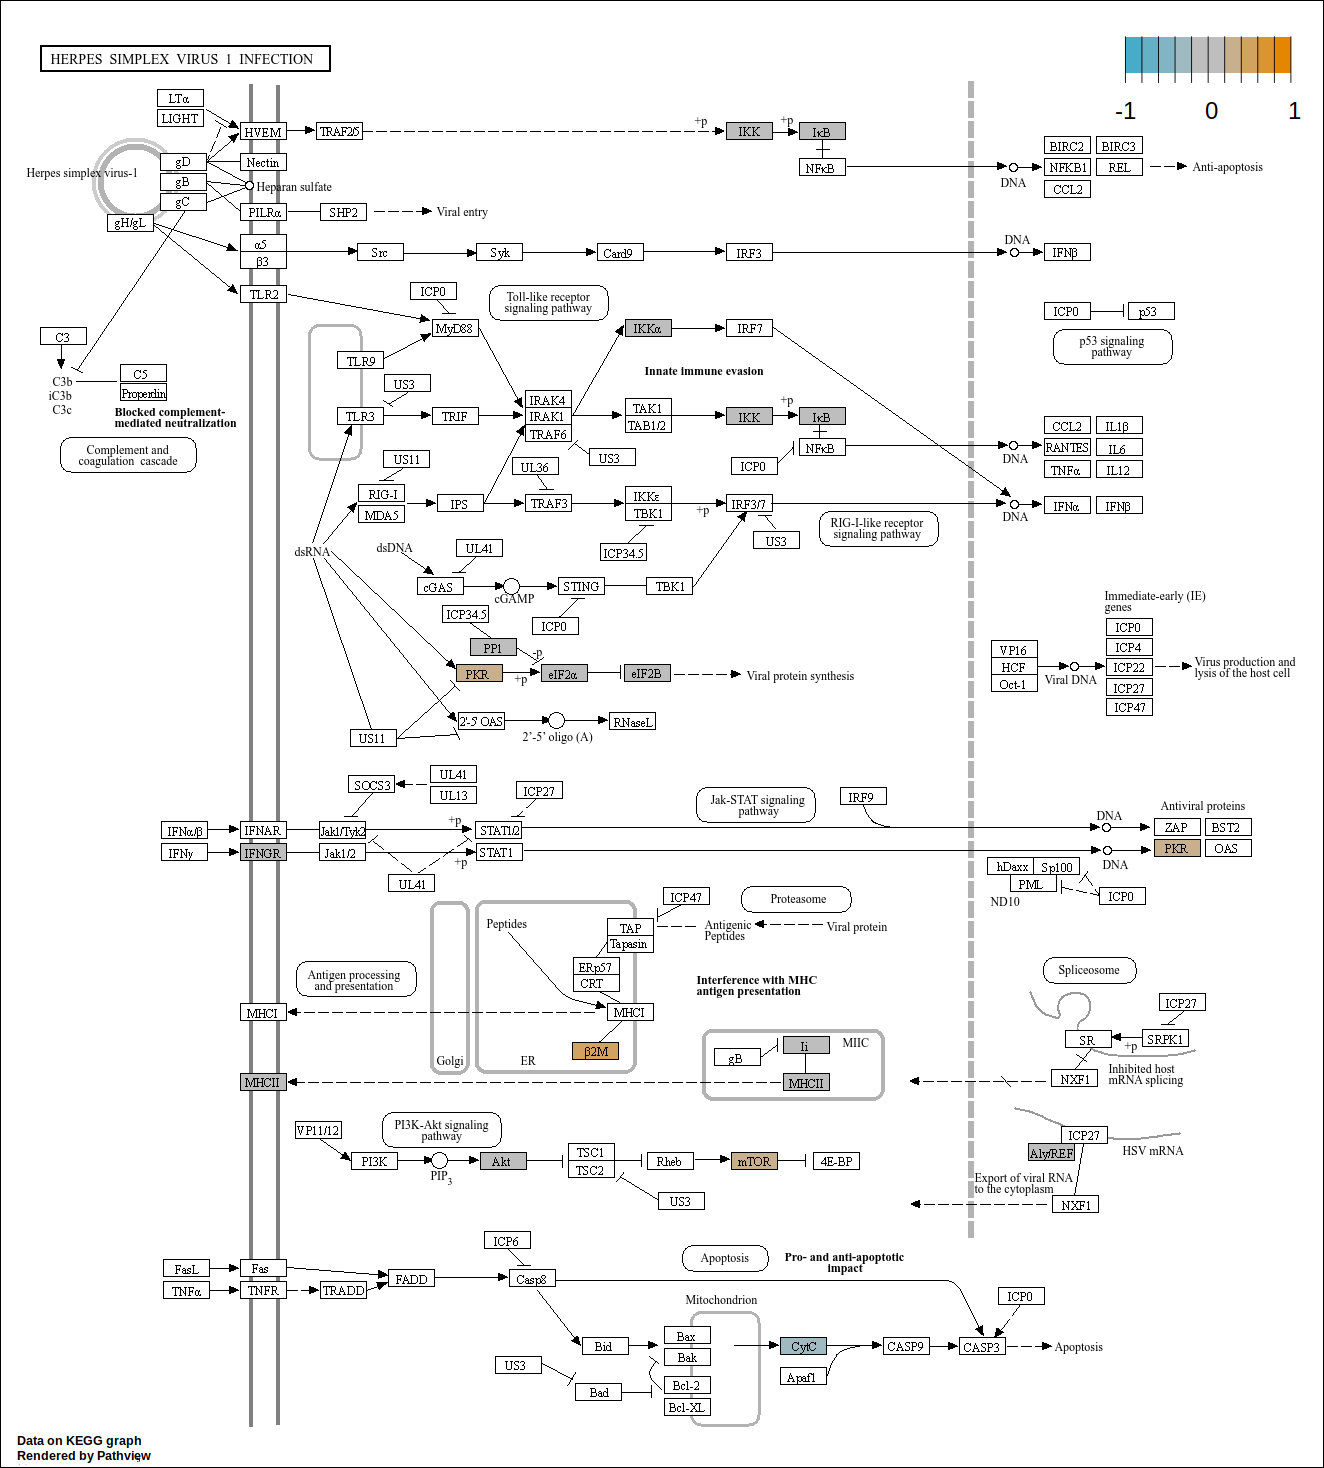 HERPES SIMPLEX VIRUS 1 INFECTION
-1 0 1
LTα
LIGHT
HVEM
TRAF2/5
+p
IKK
+p
IκB
NFκB
DNA
BIRC2 BIRC3
NFKB1 REL
CCL2
Anti-apoptosis
Herpes simplex virus-1
gD
gB
gC
gH/gL
Nectin
Heparan sulfate
PILRα
SHP2
Viral entry
α5
β3
Src
Syk
Card9
IRF3
DNA
IFNβ
TLR2
ICP0
MyD88
Toll-like receptor
signaling pathway
IKKα
IRF7
ICP0
p53
p53 signaling
pathway
C3
C3b
iC3b
C3c
C5
Properdin
Blocked complement-
mediated neutralization
Complement and
coagulation cascade
TLR9
TLR3
US3
TRIF
IRAK4
IRAK1
TRAF6
Innate immune evasion
TAK1
TAB1/2
IKK
+p
IκB
NFκB
ICP0
US3
DNA
CCL2 IL1β
RANTES IL6
TNFα IL12
US11
RIG-I
MDA5
IPS
UL36
TRAF3
IKKε
TBK1
+p
IRF3/7
ICP34.5
US3
RIG-I-like receptor
signaling pathway
DNA
IFNα IFNβ
dsRNA
dsDNA
UL41
cGAS
cGAMP
STING
TBK1
ICP0
ICP34.5
PP1
-p
PKR
+p
eIF2α
eIF2B
Viral protein synthesis
2'-5' OAS
2'-5' oligo (A)
RNaseL
US11
Immediate-early (IE)
genes
VP16
HCF
Oct-1
Viral DNA
ICP0
ICP4
ICP22
ICP27
ICP47
Virus production and
lysis of the host cell
SOCS3
UL41
UL13
ICP27
Jak-STAT signaling
pathway
IRF9
IFNα/β
IFNγ
IFNAR
IFNGR
Jak1/Tyk2
Jak1/2
+p
+p
STAT1/2
STAT1
UL41
DNA
DNA
Antiviral proteins
ZAP BST2
PKR OAS
hDaxx Sp100
PML
ND10
ICP0
Peptides
TAP
Tapasin
ICP47
Antigenic
Peptides
Proteasome
Viral protein
ERp57
CRT
MHCI
β2M
Golgi
ER
Antigen processing
and presentation
MHCI
MHCII
Interference with MHC
antigen presentation
gB
Ii
MHCII
MIIC
Spliceosome
ICP27
SRPK1
+p
SR
NXF1
Inhibited host
mRNA splicing
ICP27
Aly/REF
HSV mRNA
Export of viral RNA
to the cytoplasm
NXF1
VP11/12
PI3K-Akt signaling
pathway
PI3K
PIP3
Akt
TSC1
TSC2
Rheb
mTOR
4E-BP
US3
FasL
TNFα
Fas
TNFR
TRADD
FADD
ICP6
Casp8
Apoptosis
Pro- and anti-apoptotic
impact
Mitochondrion
Bid
US3
Bad
Bax
Bak
Bcl-2
Bcl-XL
CytC
Apaf1
CASP9
CASP3
ICP0
Apoptosis
Data on KEGG graph
Rendered by Pathview